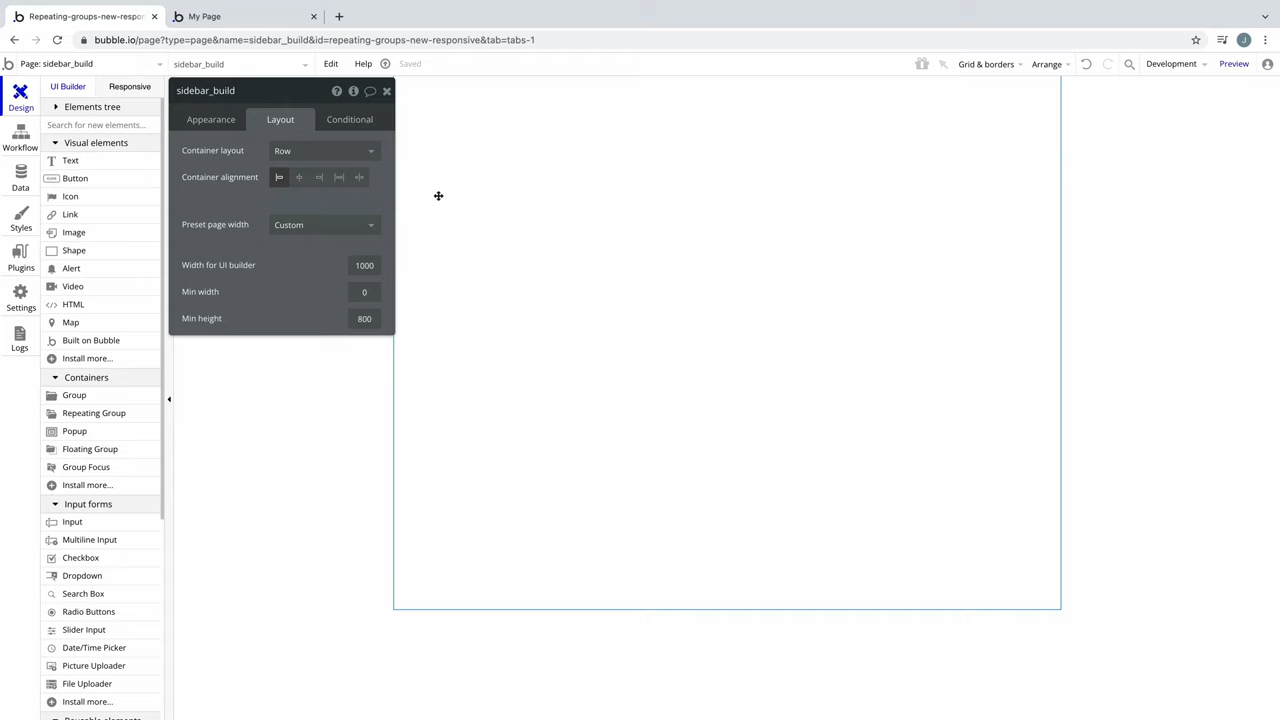 Repeating-groups-new-respon
My Page
bubble.io/page?type=page&name=sidebar_build&id=repeating-groups-new-responsive&tab=tabs-1
J
Page: sidebar_build
sidebar_build
Edit
Help
Saved
Grid & borders
Arrange
Development
Preview
Design
Workflow
Data
Styles
Plugins
Settings
Logs
UI Builder
Responsive
Elements tree
Search for new elements...
Visual elements
Text
Button
Icon
Link
Image
Shape
Alert
Video
HTML
Map
Built on Bubble
Install more...
Containers
Group
Repeating Group
Popup
Floating Group
Group Focus
Install more...
Input forms
Input
Multiline Input
Checkbox
Dropdown
Search Box
Radio Buttons
Slider Input
Date/Time Picker
Picture Uploader
File Uploader
Install more...
Reusable elements
sidebar_build
Appearance
Layout
Conditional
Container layout
Row
Container alignment
Preset page width
Custom
Width for UI builder
1000
Min width
0
Min height
800